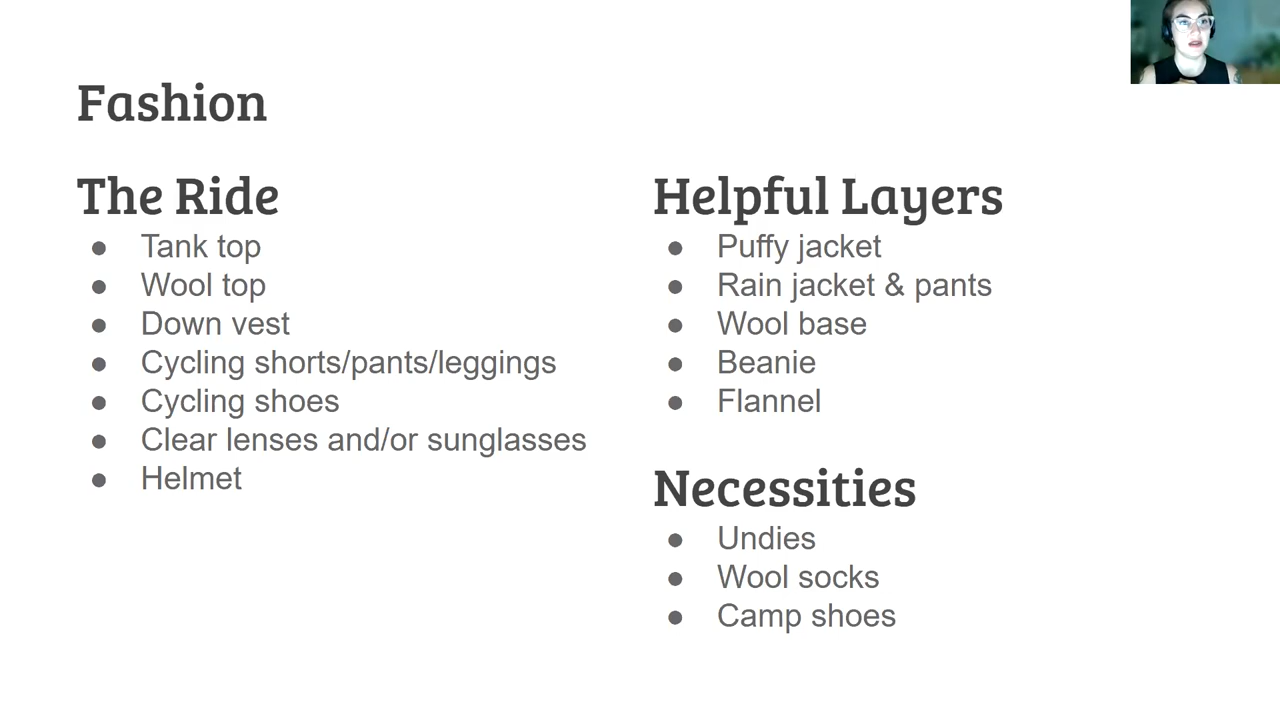 Fashion
The Ride
● Tank top
● Wool top
● Down vest
● Cycling shorts/pants/leggings
● Cycling shoes
● Clear lenses and/or sunglasses
● Helmet
Helpful Layers
● Puffy jacket
● Rain jacket & pants
● Wool base
● Beanie
● Flannel
Necessities
● Undies
● Wool socks
● Camp shoes